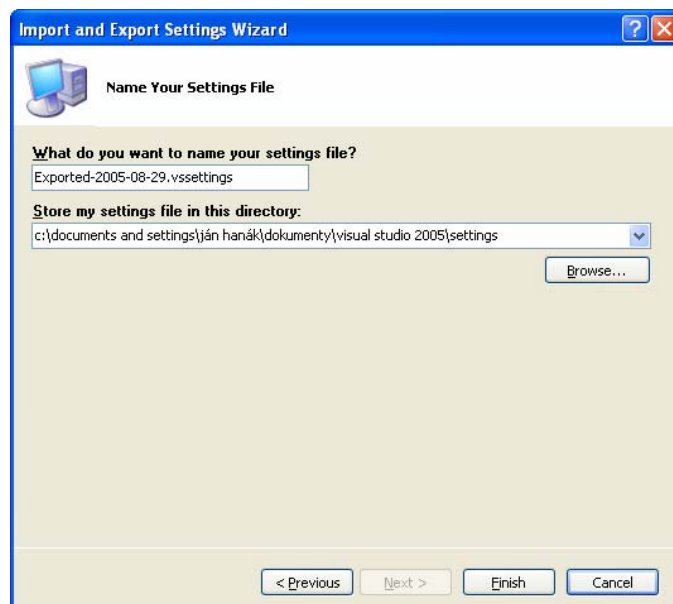 Import and Export Settings Wizard
Name Your Settings File
What do you want to name your settings file?
Exported-2005-08-29.vssettings
Store my settings file in this directory:
c:\documents and settings\ján hanák\dokumenty\visual studio 2005\settings
Browse...
< Previous Next > Finish Cancel